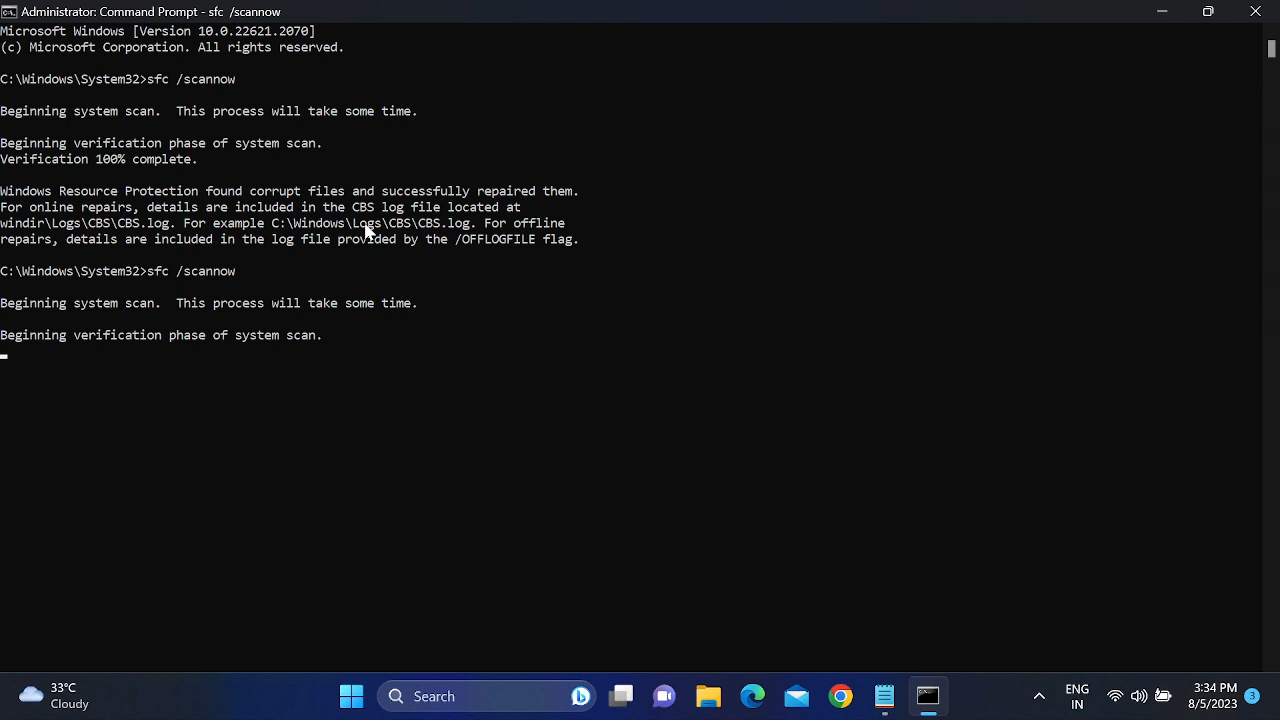 Administrator: Command Prompt - sfc  /scannow
Microsoft Windows [Version 10.0.22621.2070]
(c) Microsoft Corporation. All rights reserved.
C:\Windows\System32>sfc /scannow
Beginning system scan.  This process will take some time.
Beginning verification phase of system scan.
Verification 100% complete.
Windows Resource Protection found corrupt files and successfully repaired them.
For online repairs, details are included in the CBS log file located at
windir\Logs\CBS\CBS.log. For example C:\Windows\Logs\CBS\CBS.log. For offline
repairs, details are included in the log file provided by the /OFFLOGFILE flag.
C:\Windows\System32>sfc /scannow
Beginning system scan.  This process will take some time.
Beginning verification phase of system scan.
33°C
Cloudy
Search
ENG
IN
3:34 PM
8/5/2023
3